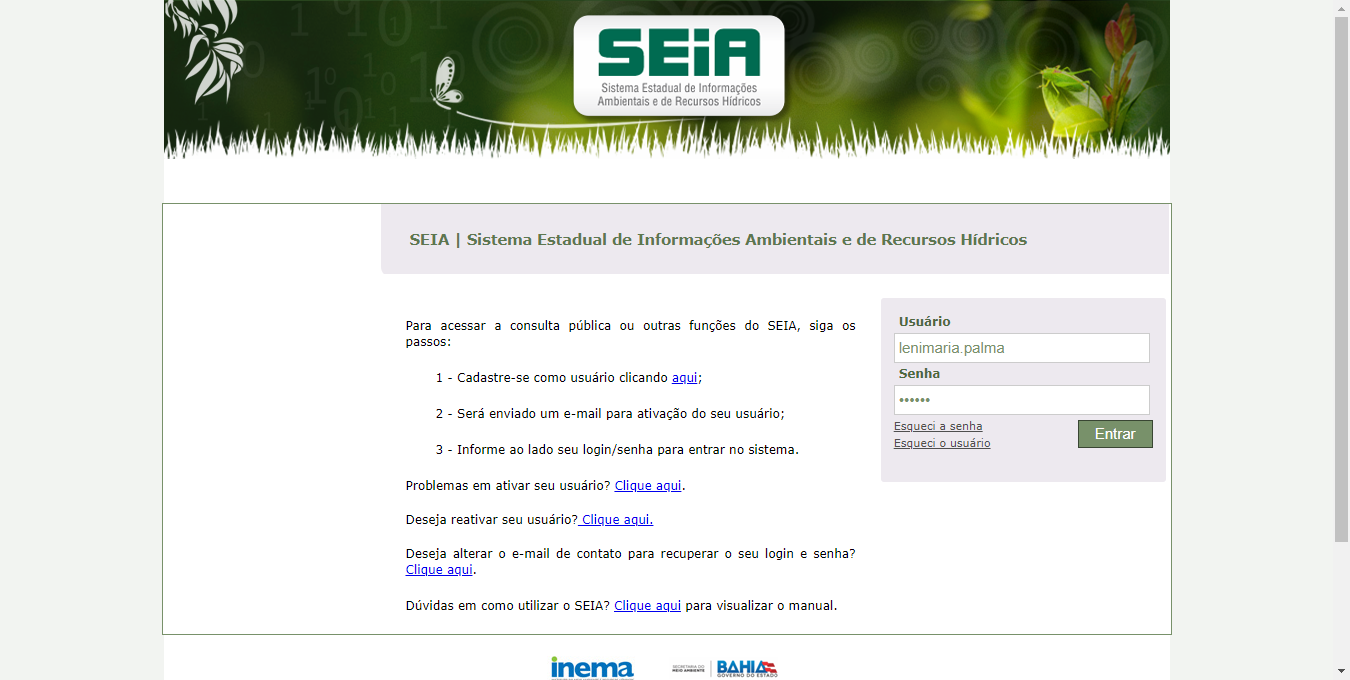 SEiA
Sistema Estadual de Informações
Ambientais e de Recursos Hídricos
SEIA | Sistema Estadual de Informações Ambientais e de Recursos Hídricos
Para acessar a consulta pública ou outras funções do SEIA, siga os
passos:
1 - Cadastre-se como usuário clicando aqui;
2 - Será enviado um e-mail para ativação do seu usuário;
3 - Informe ao lado seu login/senha para entrar no sistema.
Problemas em ativar seu usuário? Clique aqui.
Deseja reativar seu usuário? Clique aqui.
Deseja alterar o e-mail de contato para recuperar o seu login e senha?
Clique aqui.
Dúvidas em como utilizar o SEIA? Clique aqui para visualizar o manual.
Usuário
lenimaria.palma
Senha
••••••
Esqueci a senha
Esqueci o usuário
Entrar
inema
SECRETARIA DO
MEIO AMBIENTE
BAHIA
GOVERNO DO ESTADO